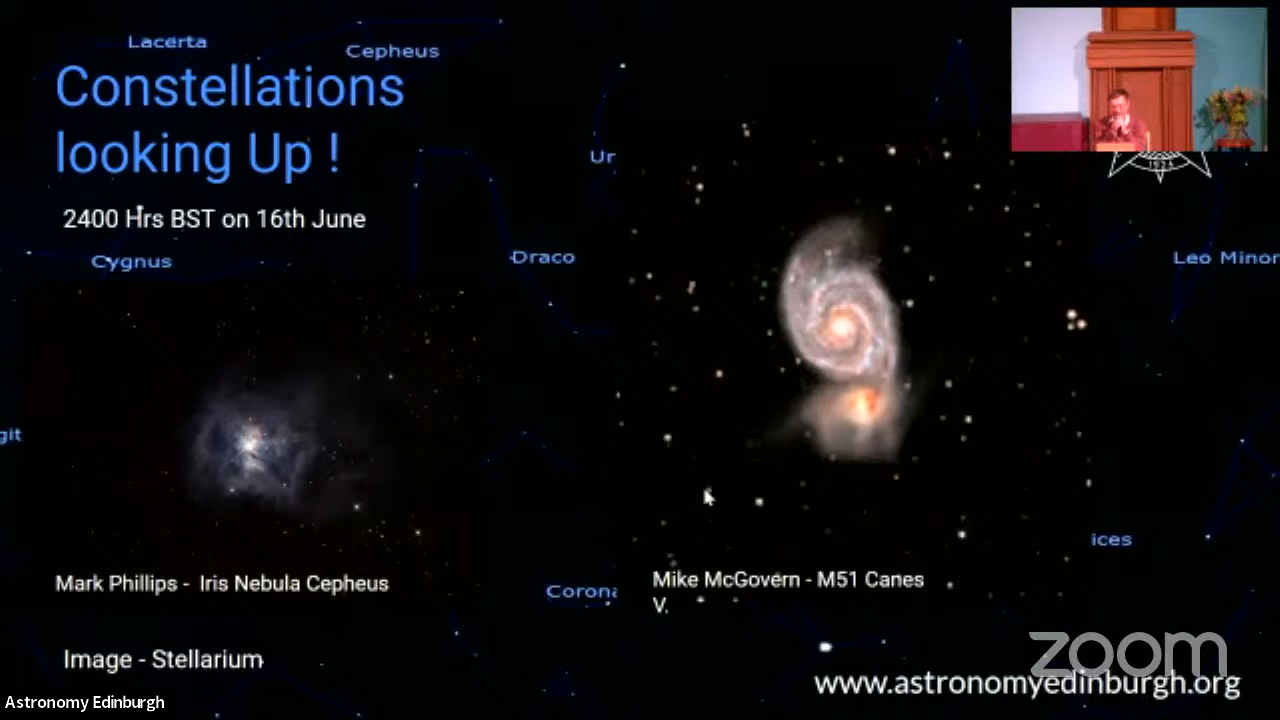 Lacerta
Cepheus
Constellations
looking Up !
Ur
2400 Hrs BST on 16th June
1924
Cygnus
Draco
Leo Minor
git
ices
Mark Phillips - Iris Nebula Cepheus
Corona
Mike McGovern - M51 Canes
V.
Image - Stellarium
zoom
www.astronomyedinburgh.org
Astronomy Edinburgh